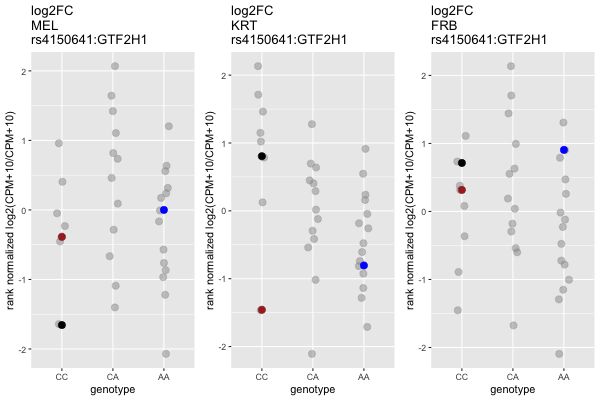 log2FC
MEL
rs4150641:GTF2H1
rank normalized log2(CPM+10/CPM+10)
2
1
0
-1
-2
CC
CA
AA
genotype
log2FC
KRT
rs4150641:GTF2H1
rank normalized log2(CPM+10/CPM+10)
2
1
0
-1
-2
CC
CA
AA
genotype
log2FC
FRB
rs4150641:GTF2H1
rank normalized log2(CPM+10/CPM+10)
2
1
0
-1
-2
CC
CA
AA
genotype